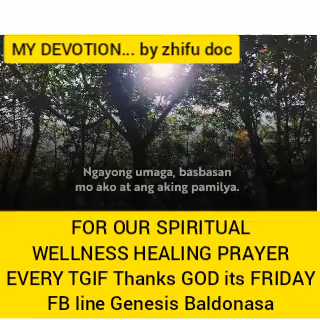 MY DEVOTION... by zhifu doc
Ngayong umaga, basbasan
mo ako at ang aking pamilya.
FOR OUR SPIRITUAL
WELLNESS HEALING PRAYER
EVERY TGIF Thanks GOD its FRIDAY
FB line Genesis Baldonasa